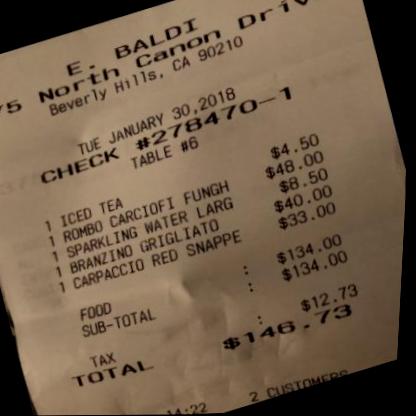 E. BALDI
75 North Canon Driv
Beverly Hills, CA 90210
TUE JANUARY 30,2018
CHECK #278470-1
TABLE #6
1 ICED TEA $4.50
1 ROMBO CARCIOFI FUNGH $48.00
1 SPARKLING WATER LARG $8.50
1 BRANZINO GRIGLIATO $40.00
1 CARPACCIO RED SNAPPE $33.00
FOOD : $134.00
SUB-TOTAL : $134.00
TAX : $12.73
TOTAL $146.73
14:22 2 CUSTOMERS